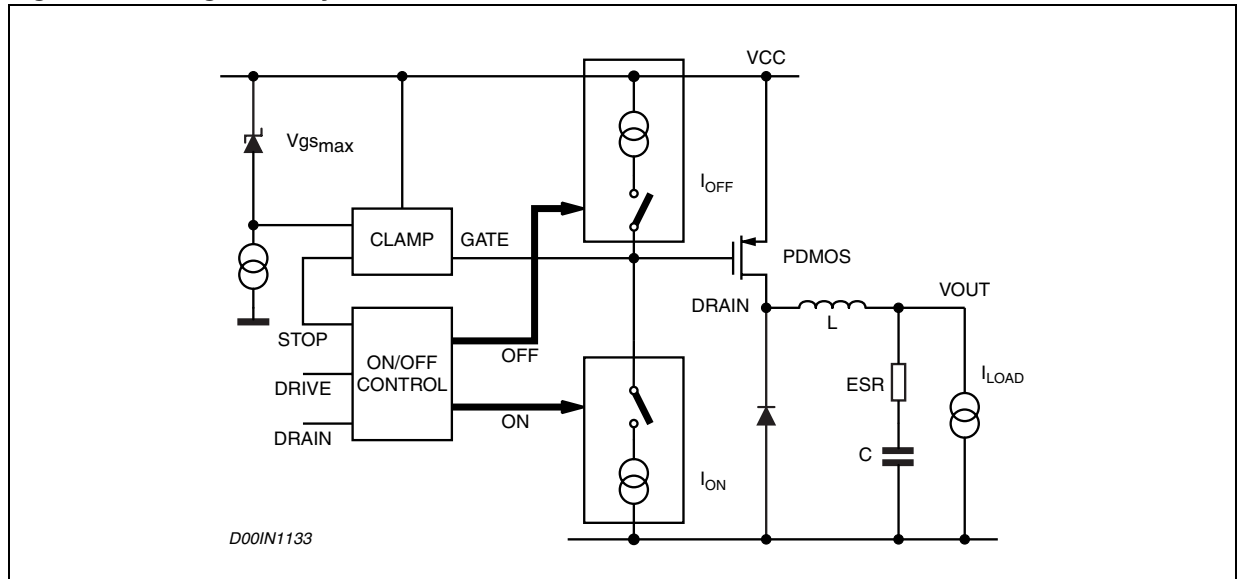 VCC
Vgsmax
IOFF
CLAMP
GATE
PDMOS
DRAIN
VOUT
L
STOP
OFF
ON/OFF
CONTROL
DRIVE
ESR
ILOAD
DRAIN
ON
C
ION
D00IN1133